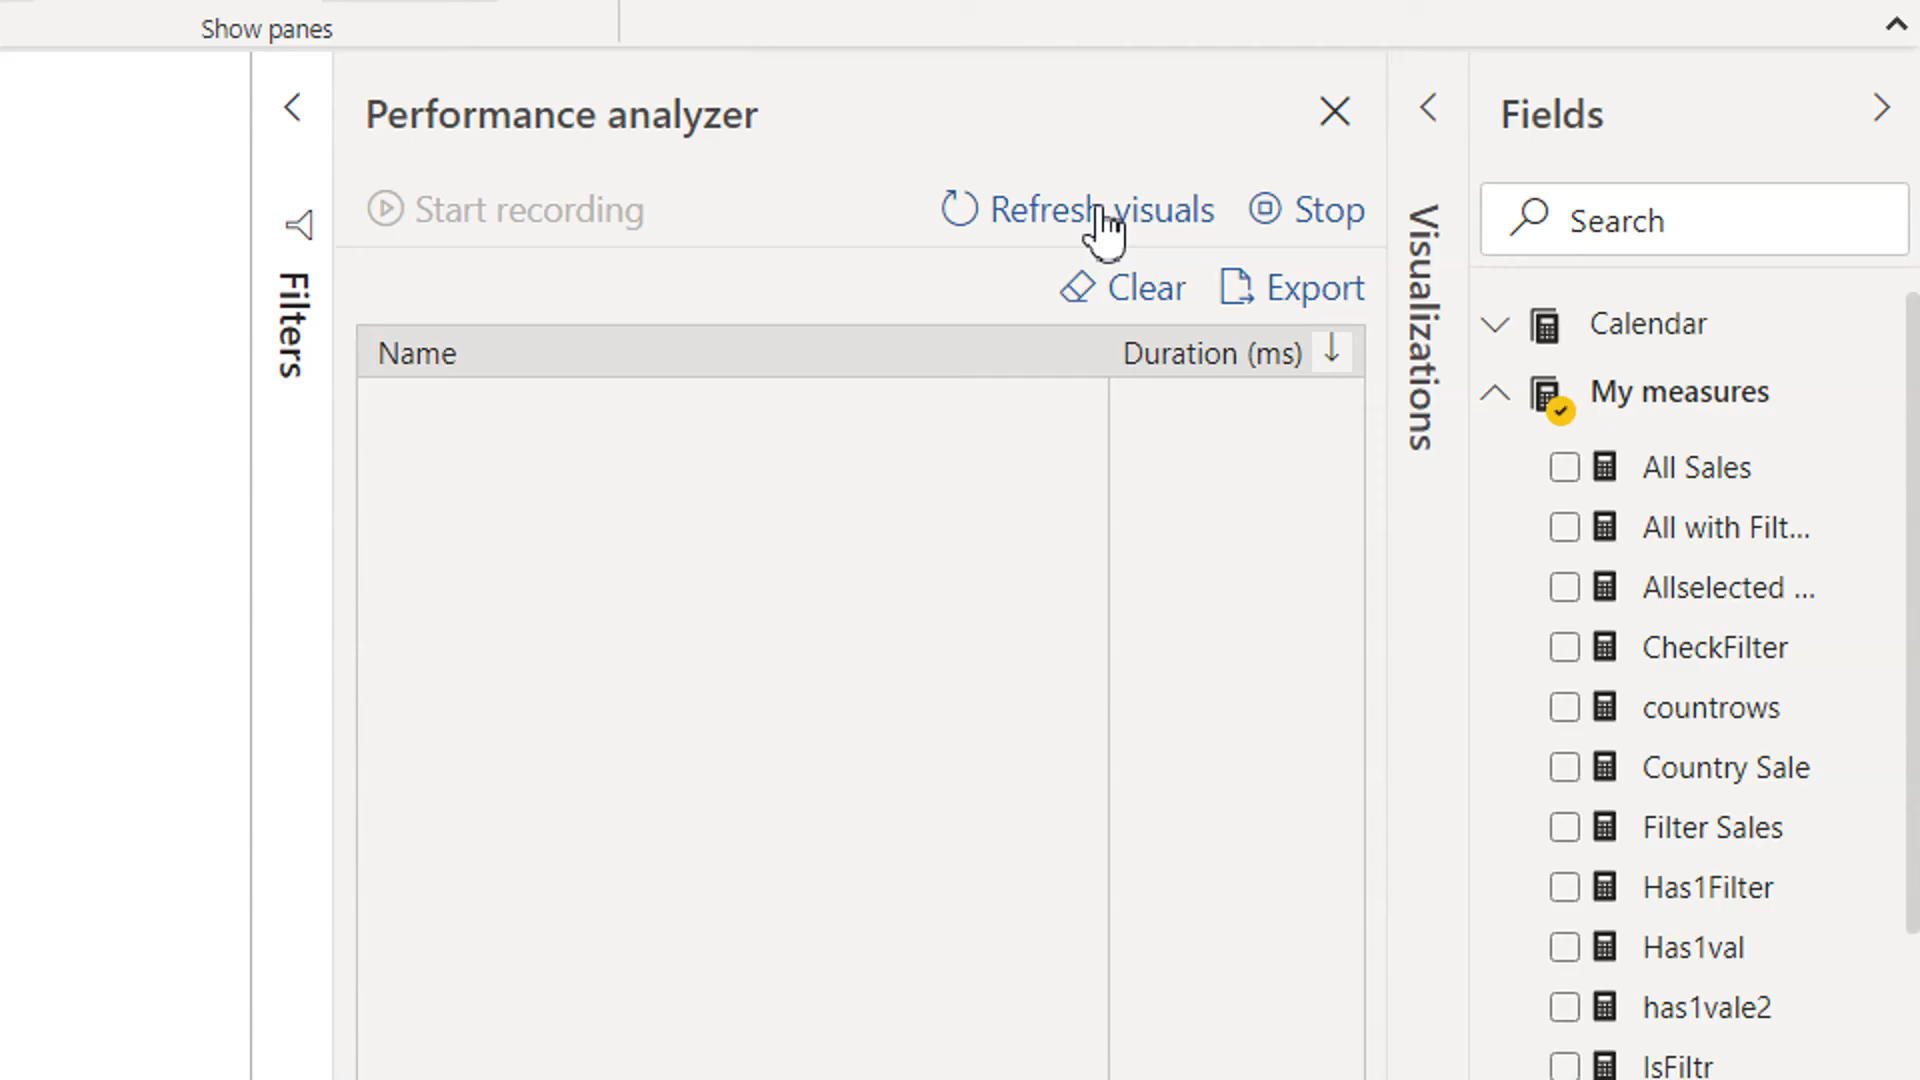 Show panes
Performance analyzer
Start recording
Refresh visuals
Stop
Clear
Export
Name
Duration (ms)
Filters
Visualizations
Fields
Search
Calendar
My measures
All Sales
All with Filt...
Allselected ...
CheckFilter
countrows
Country Sale
Filter Sales
Has1Filter
Has1val
has1vale2
IsFiltr